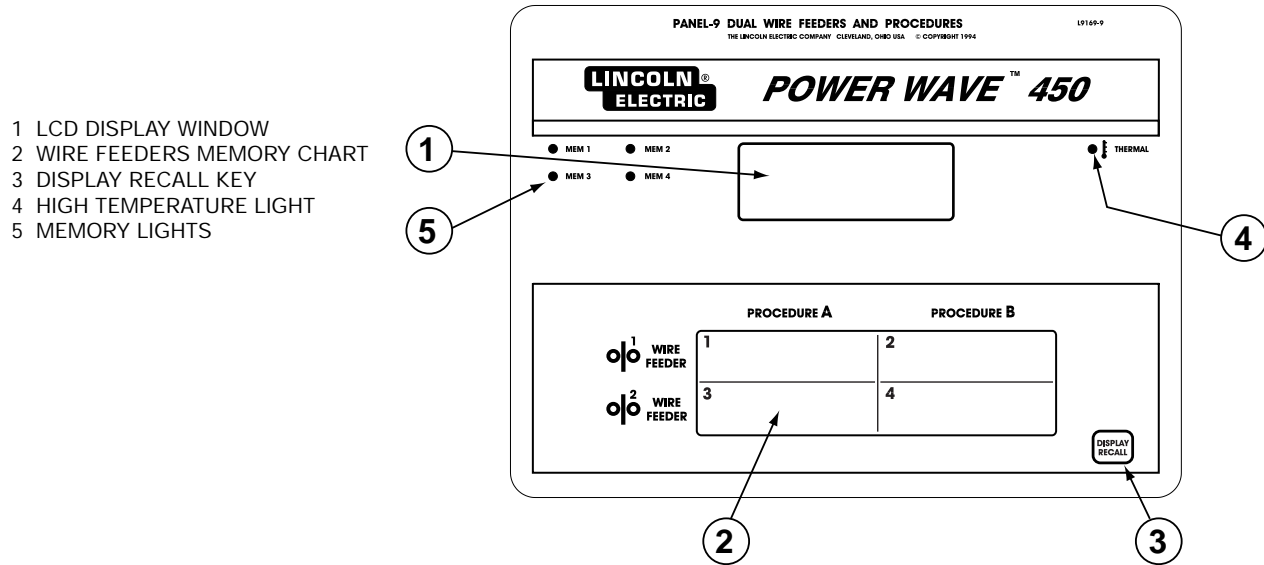 PANEL-9 DUAL WIRE FEEDERS AND PROCEDURES
L9169-9
THE LINCOLN ELECTRIC COMPANY CLEVELAND, OHIO USA © COPYRIGHT 1994
LINCOLN ®
ELECTRIC
POWER WAVE ™ 450
1 LCD DISPLAY WINDOW
2 WIRE FEEDERS MEMORY CHART
3 DISPLAY RECALL KEY
4 HIGH TEMPERATURE LIGHT
5 MEMORY LIGHTS
1
MEM 1
MEM 2
THERMAL
MEM 3
MEM 4
5
4
PROCEDURE A
PROCEDURE B
1
WIRE
FEEDER
1
2
2
WIRE
FEEDER
3
4
DISPLAY
RECALL
2
3